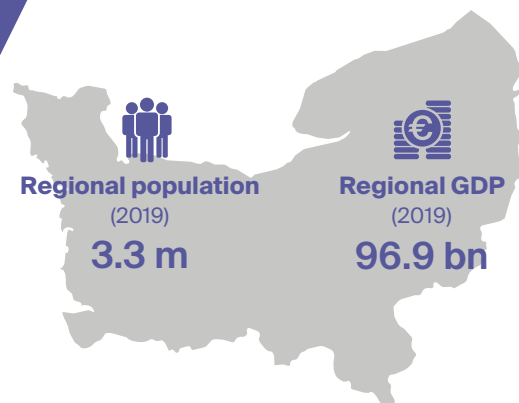 Regional population
(2019)
3.3 m
€
Regional GDP
(2019)
96.9 bn